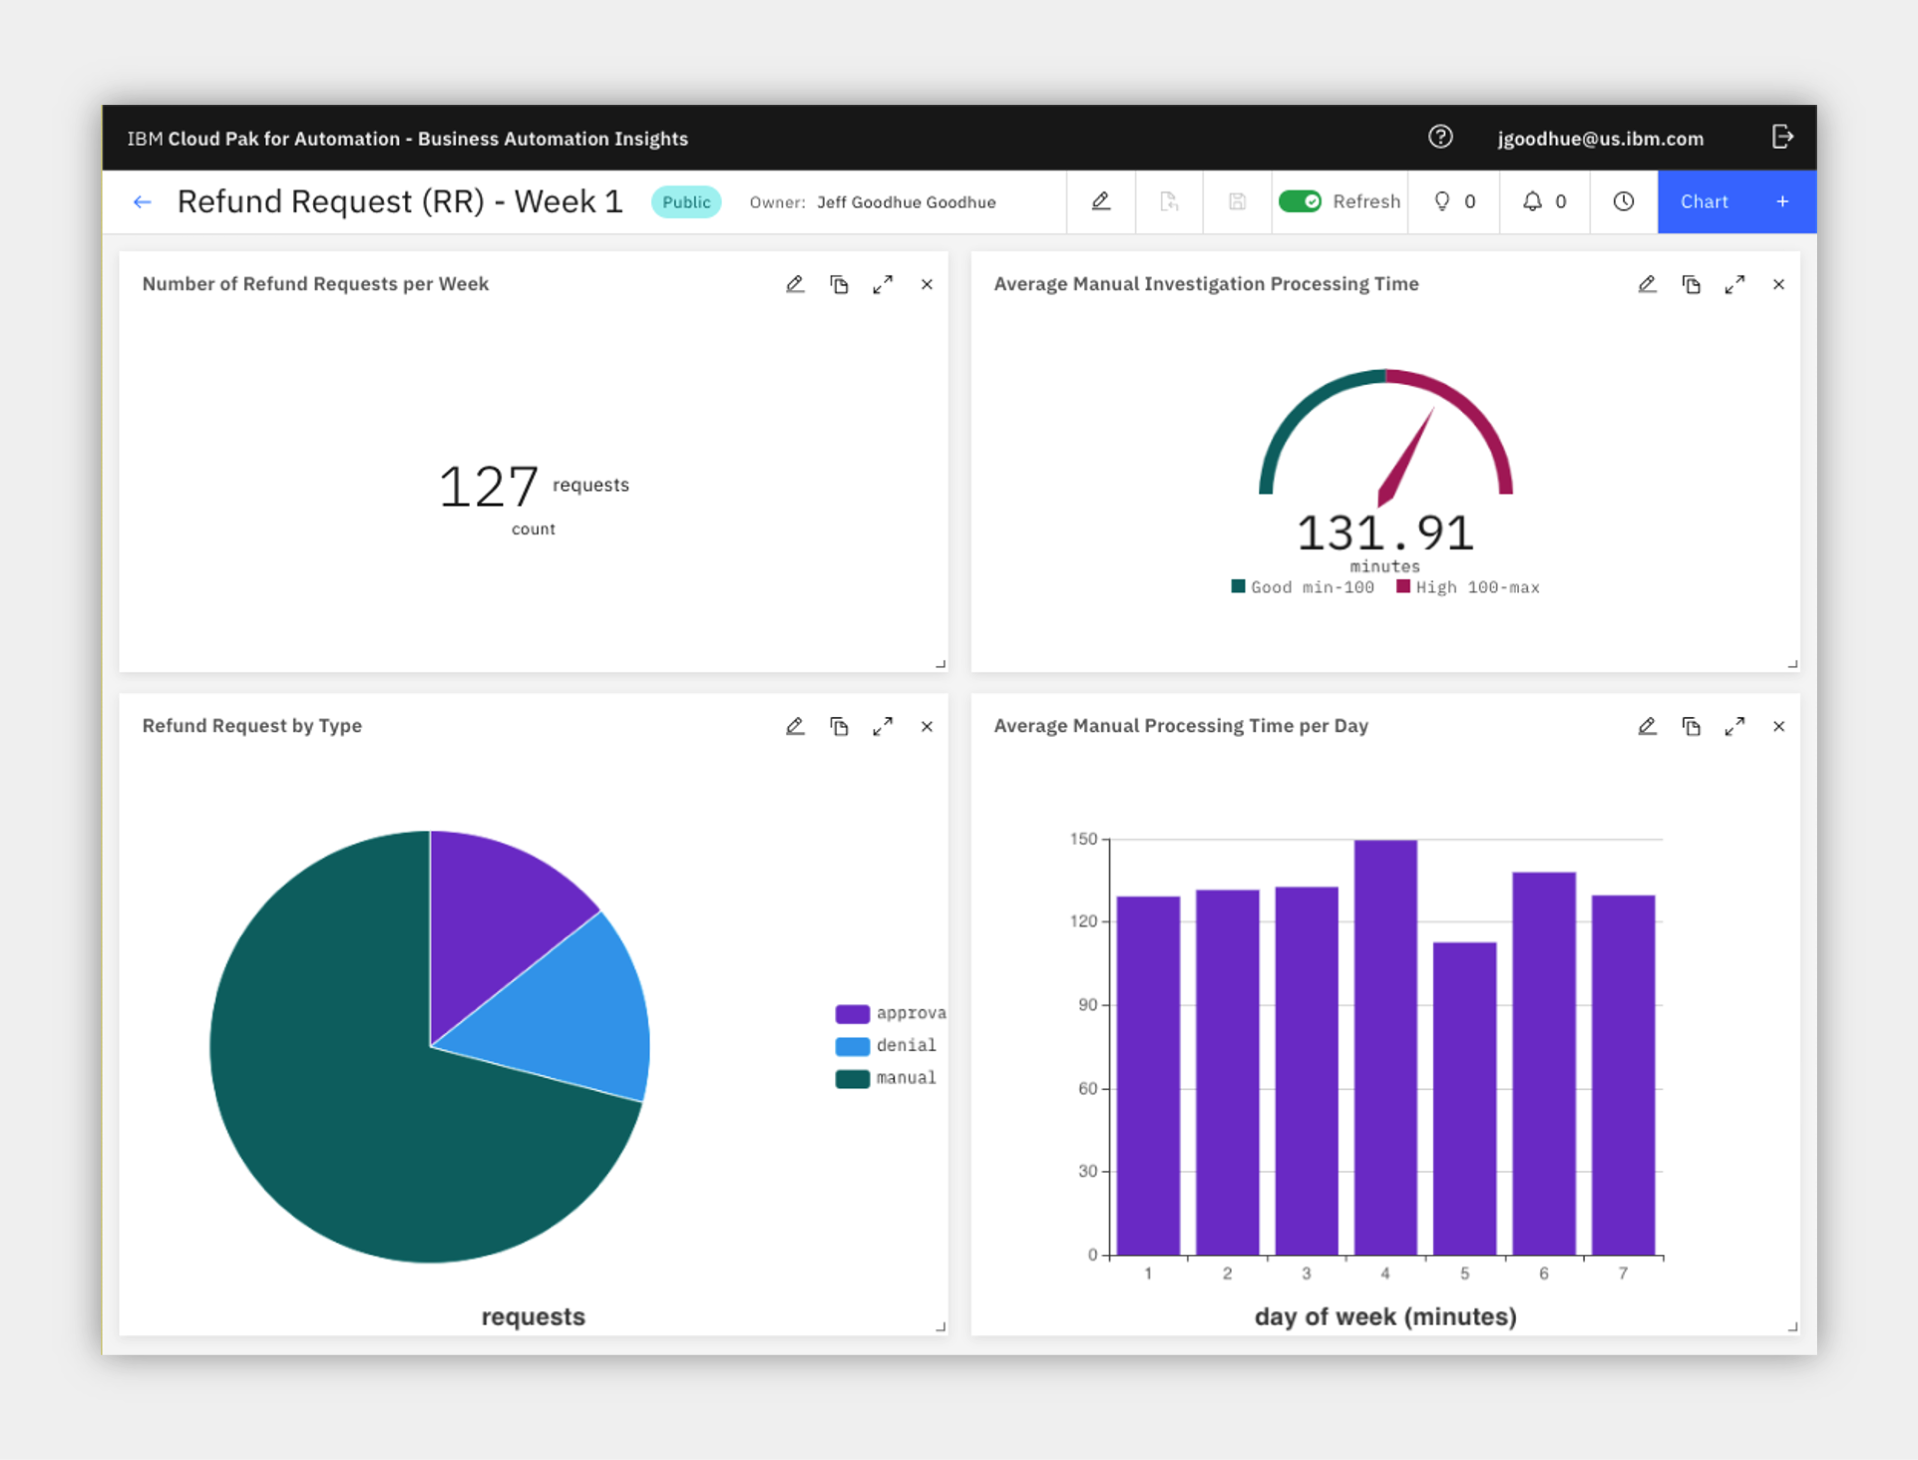 IBM Cloud Pak for Automation - Business Automation Insights
jgoodhue@us.ibm.com
Refund Request (RR) - Week 1
Public
Owner: Jeff Goodhue Goodhue
Refresh
0
0
Chart +
Number of Refund Requests per Week
127 requests
count
Average Manual Investigation Processing Time
131.91
minutes
Good min-100 High 100-max
Refund Request by Type
approva
denial
manual
requests
Average Manual Processing Time per Day
150
120
90
60
30
0
1 2 3 4 5 6 7
day of week (minutes)